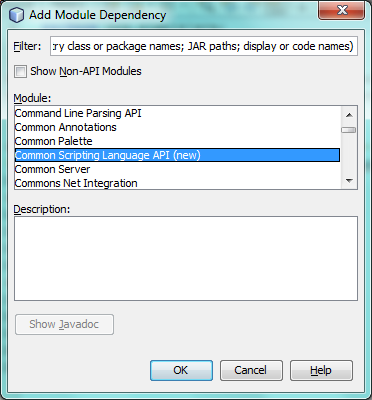 Add Module Dependency
Filter: ry class or package names; JAR paths; display or code names)
Show Non-API Modules
Module:
Command Line Parsing API
Common Annotations
Common Palette
Common Scripting Language API (new)
Common Server
Commons Net Integration
Description:
Show Javadoc
OK Cancel Help